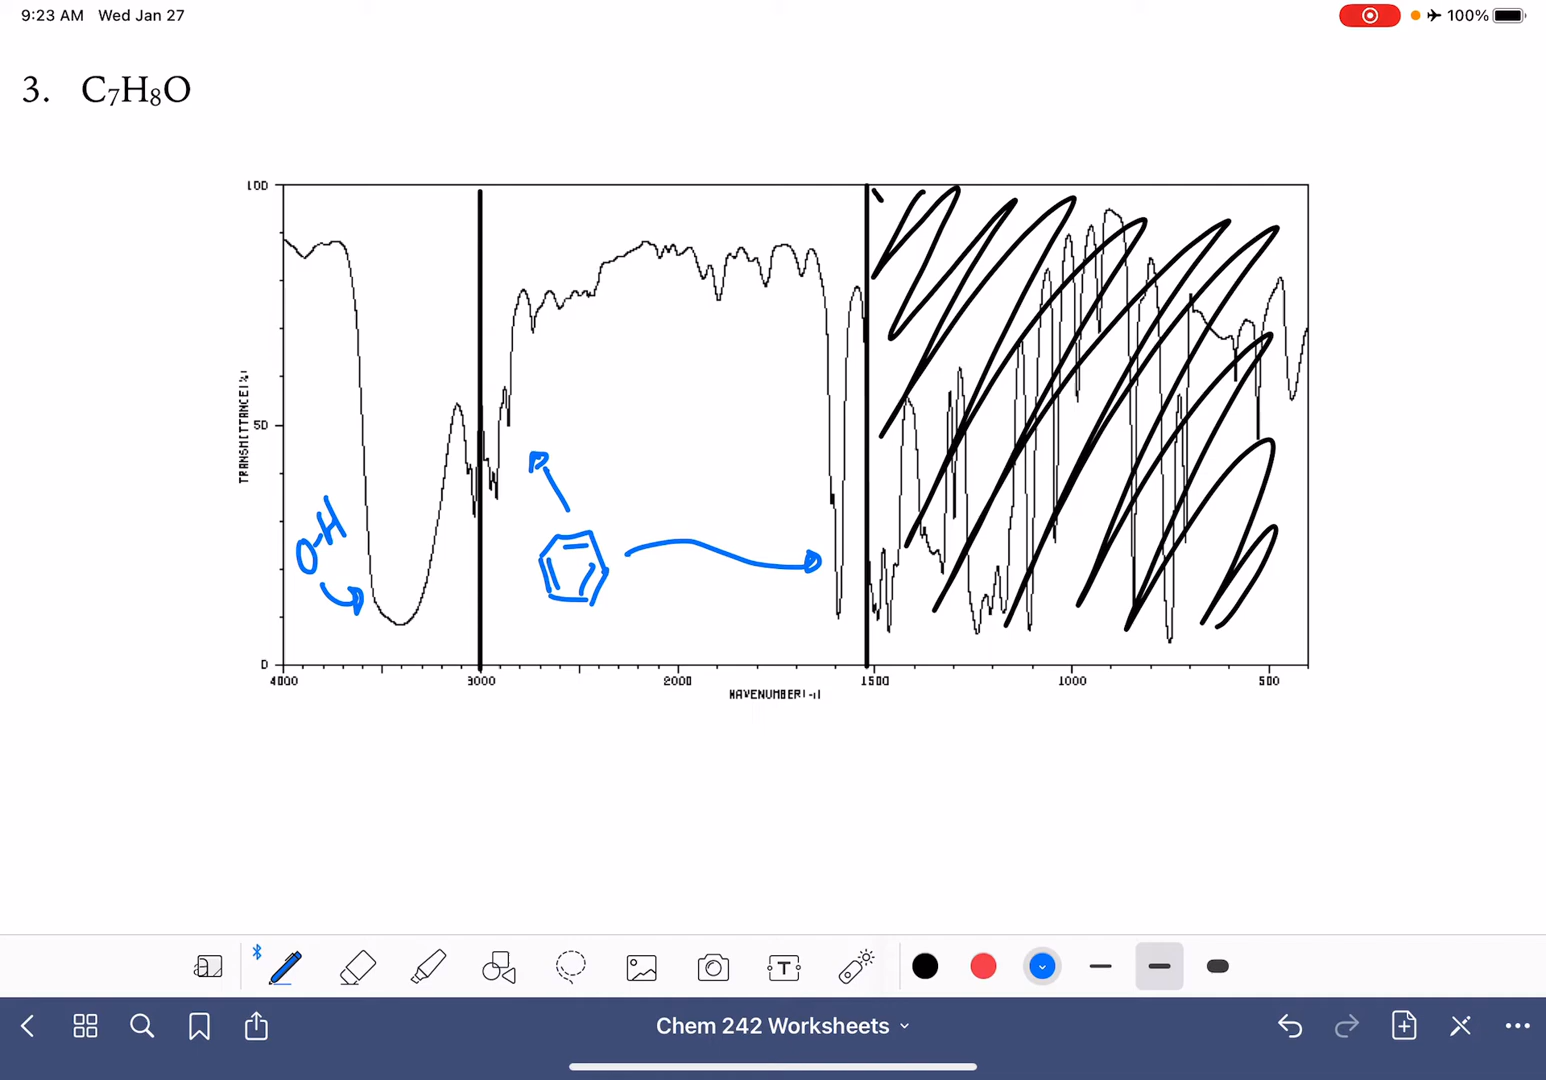 9:23 AM Wed Jan 27
100%
3. C₇H₈O
100
50
0
TRANSMITTANCE(%)
O-H
4000 3000 2000 1500 1000 500
WAVENUMBER(-1)
T
Chem 242 Worksheets